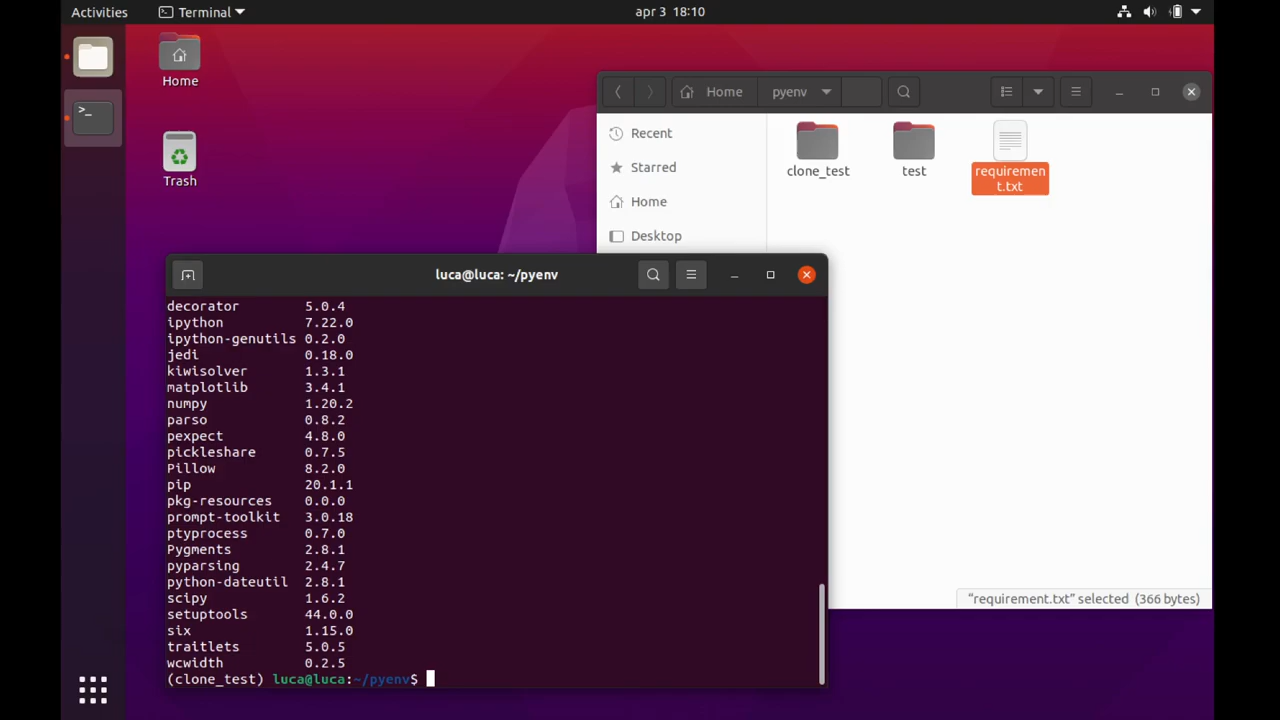 Activities
Terminal
apr 3 18:10
Home
Trash
Home
pyenv
Recent
Starred
Home
Desktop
clone_test
test
requiremen
t.txt
"requirement.txt" selected (366 bytes)
luca@luca: ~/pyenv
decorator 5.0.4
ipython 7.22.0
ipython-genutils 0.2.0
jedi 0.18.0
kiwisolver 1.3.1
matplotlib 3.4.1
numpy 1.20.2
parso 0.8.2
pexpect 4.8.0
pickleshare 0.7.5
Pillow 8.2.0
pip 20.1.1
pkg-resources 0.0.0
prompt-toolkit 3.0.18
ptyprocess 0.7.0
Pygments 2.8.1
pyparsing 2.4.7
python-dateutil 2.8.1
scipy 1.6.2
setuptools 44.0.0
six 1.15.0
traitlets 5.0.5
wcwidth 0.2.5
(clone_test) luca@luca:~/pyenv$